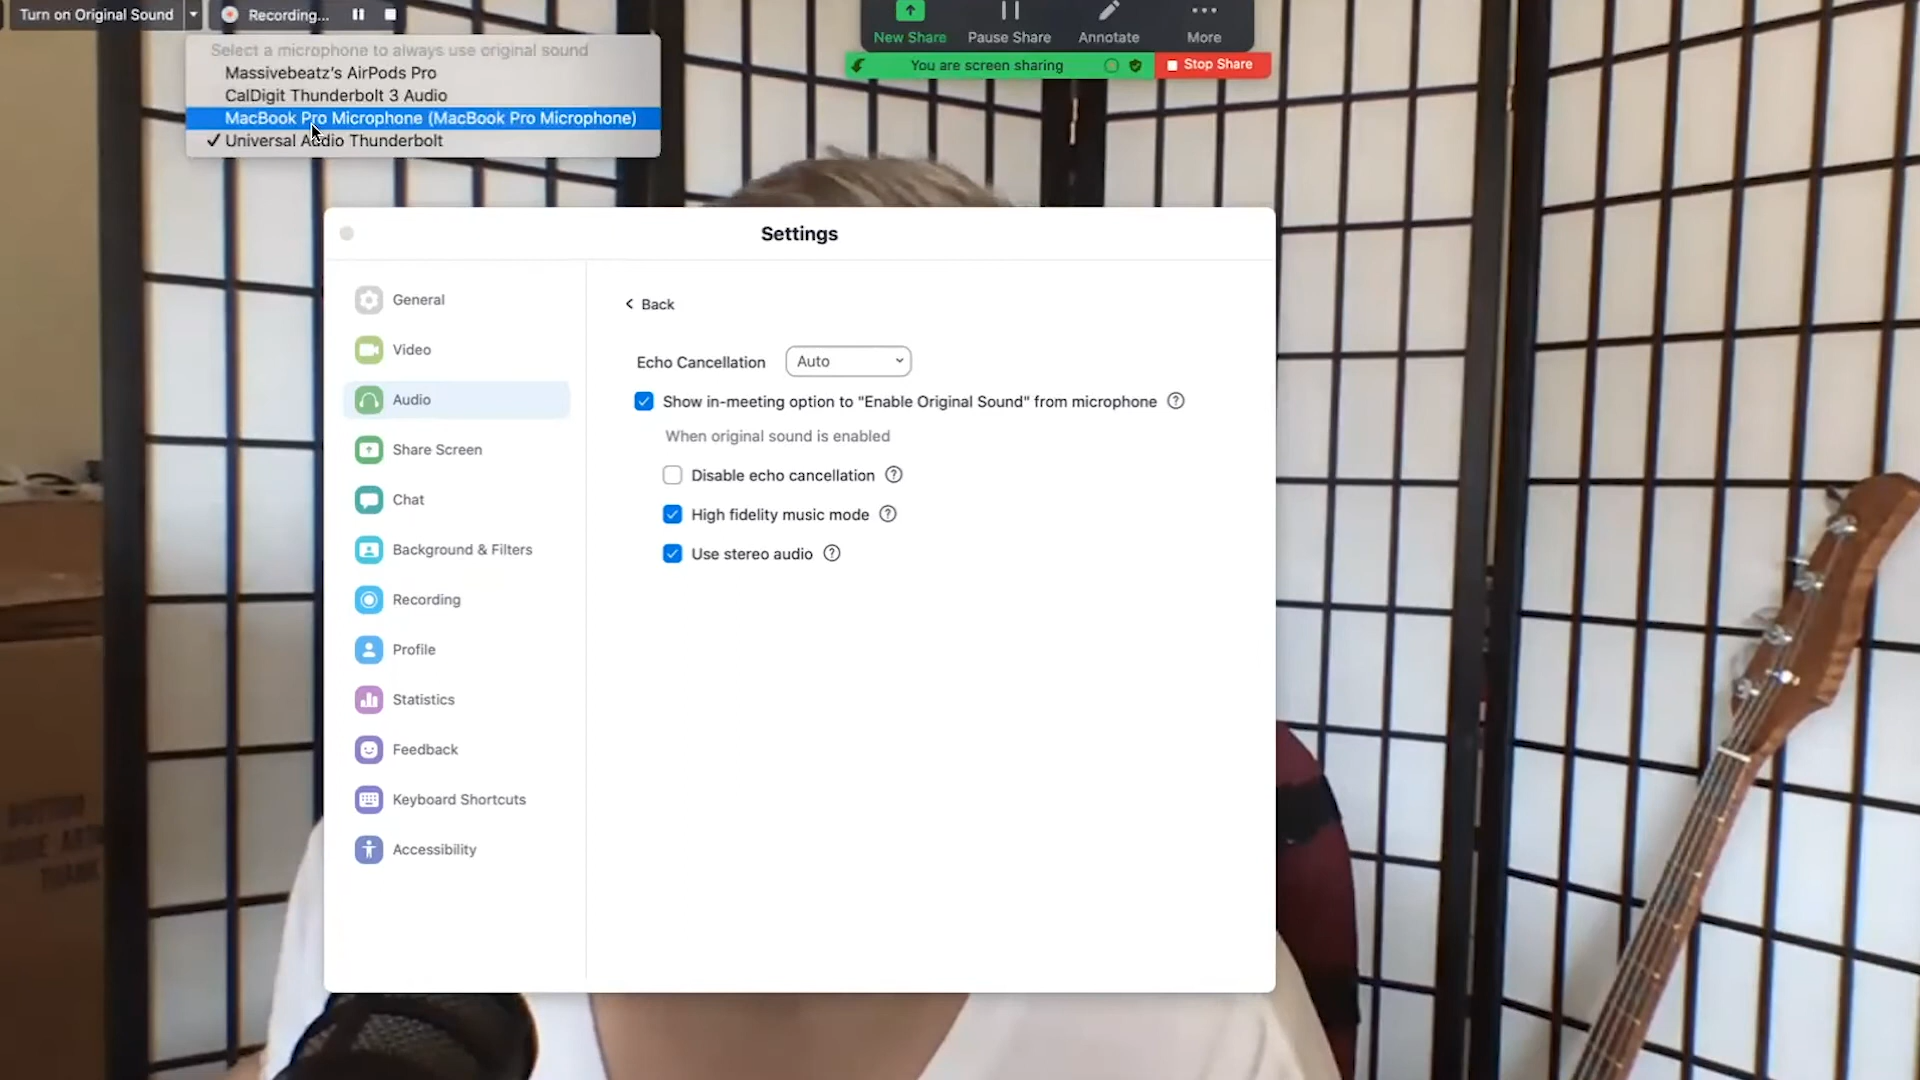 Turn on Original Sound
Recording...
New Share
Pause Share
Annotate
More
You are screen sharing
Stop Share
Select a microphone to always use original sound
Massivebeatz's AirPods Pro
CalDigit Thunderbolt 3 Audio
MacBook Pro Microphone (MacBook Pro Microphone)
Universal Audio Thunderbolt
Settings
General
Video
Audio
Share Screen
Chat
Background & Filters
Recording
Profile
Statistics
Feedback
Keyboard Shortcuts
Accessibility
Back
Echo Cancellation
Auto
Show in-meeting option to "Enable Original Sound" from microphone
When original sound is enabled
Disable echo cancellation
High fidelity music mode
Use stereo audio